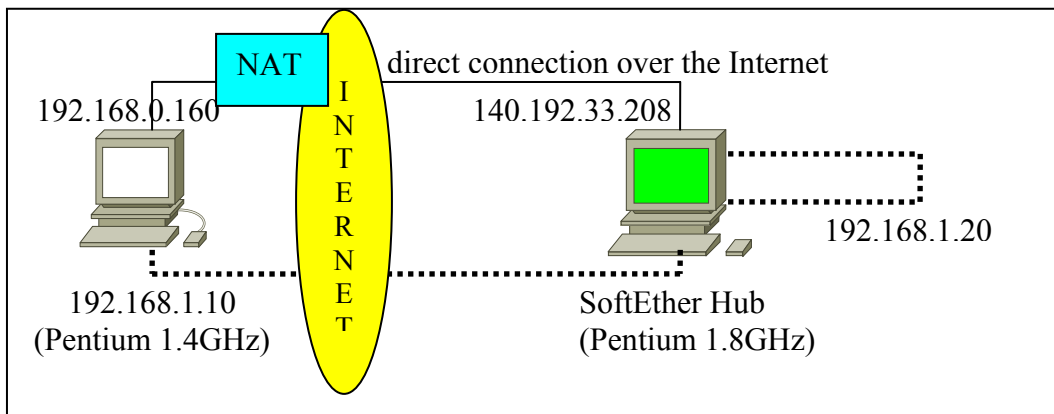 NAT
direct connection over the Internet
192.168.0.160
140.192.33.208
INTERNET
192.168.1.20
192.168.1.10
(Pentium 1.4GHz)
SoftEther Hub
(Pentium 1.8GHz)